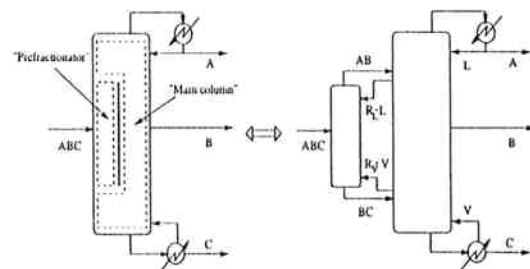 "Prefractionator"
"Main column"
ABC
A
B
C
ABC
AB
R_L·L
R_V·V
BC
L
A
B
V
C